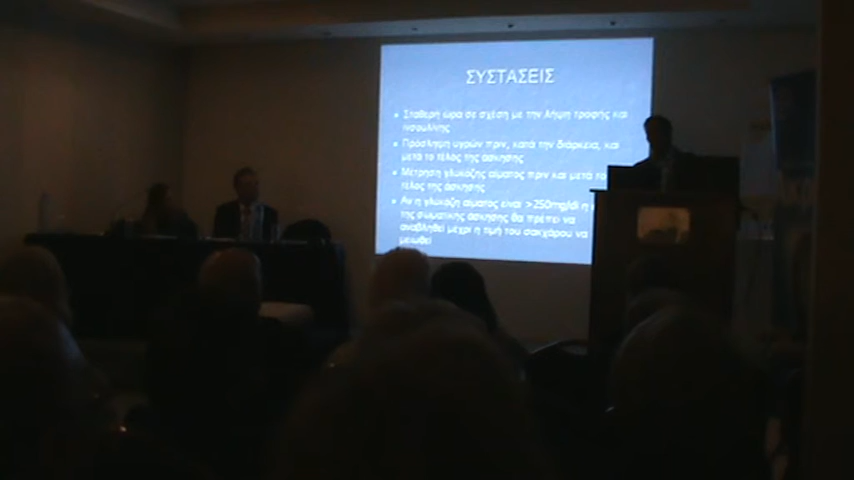 ΣΥΣΤΑΣΕΙΣ
Σταθερή ώρα σε σχέση με την λήψη τροφής και
ινσουλίνης
Πρόσληψη υγρών πριν, κατά την διάρκεια, και
μετά το τέλος της άσκησης
Μέτρηση γλυκόζης αίματος πριν και μετά το
τέλος της άσκησης
Αν η γλυκόζη αίματος είναι >250mg/dl η
της σωματικής άσκησης θα πρέπει να
αναβληθεί μέχρι η τιμή του σακχάρου να
μειωθεί